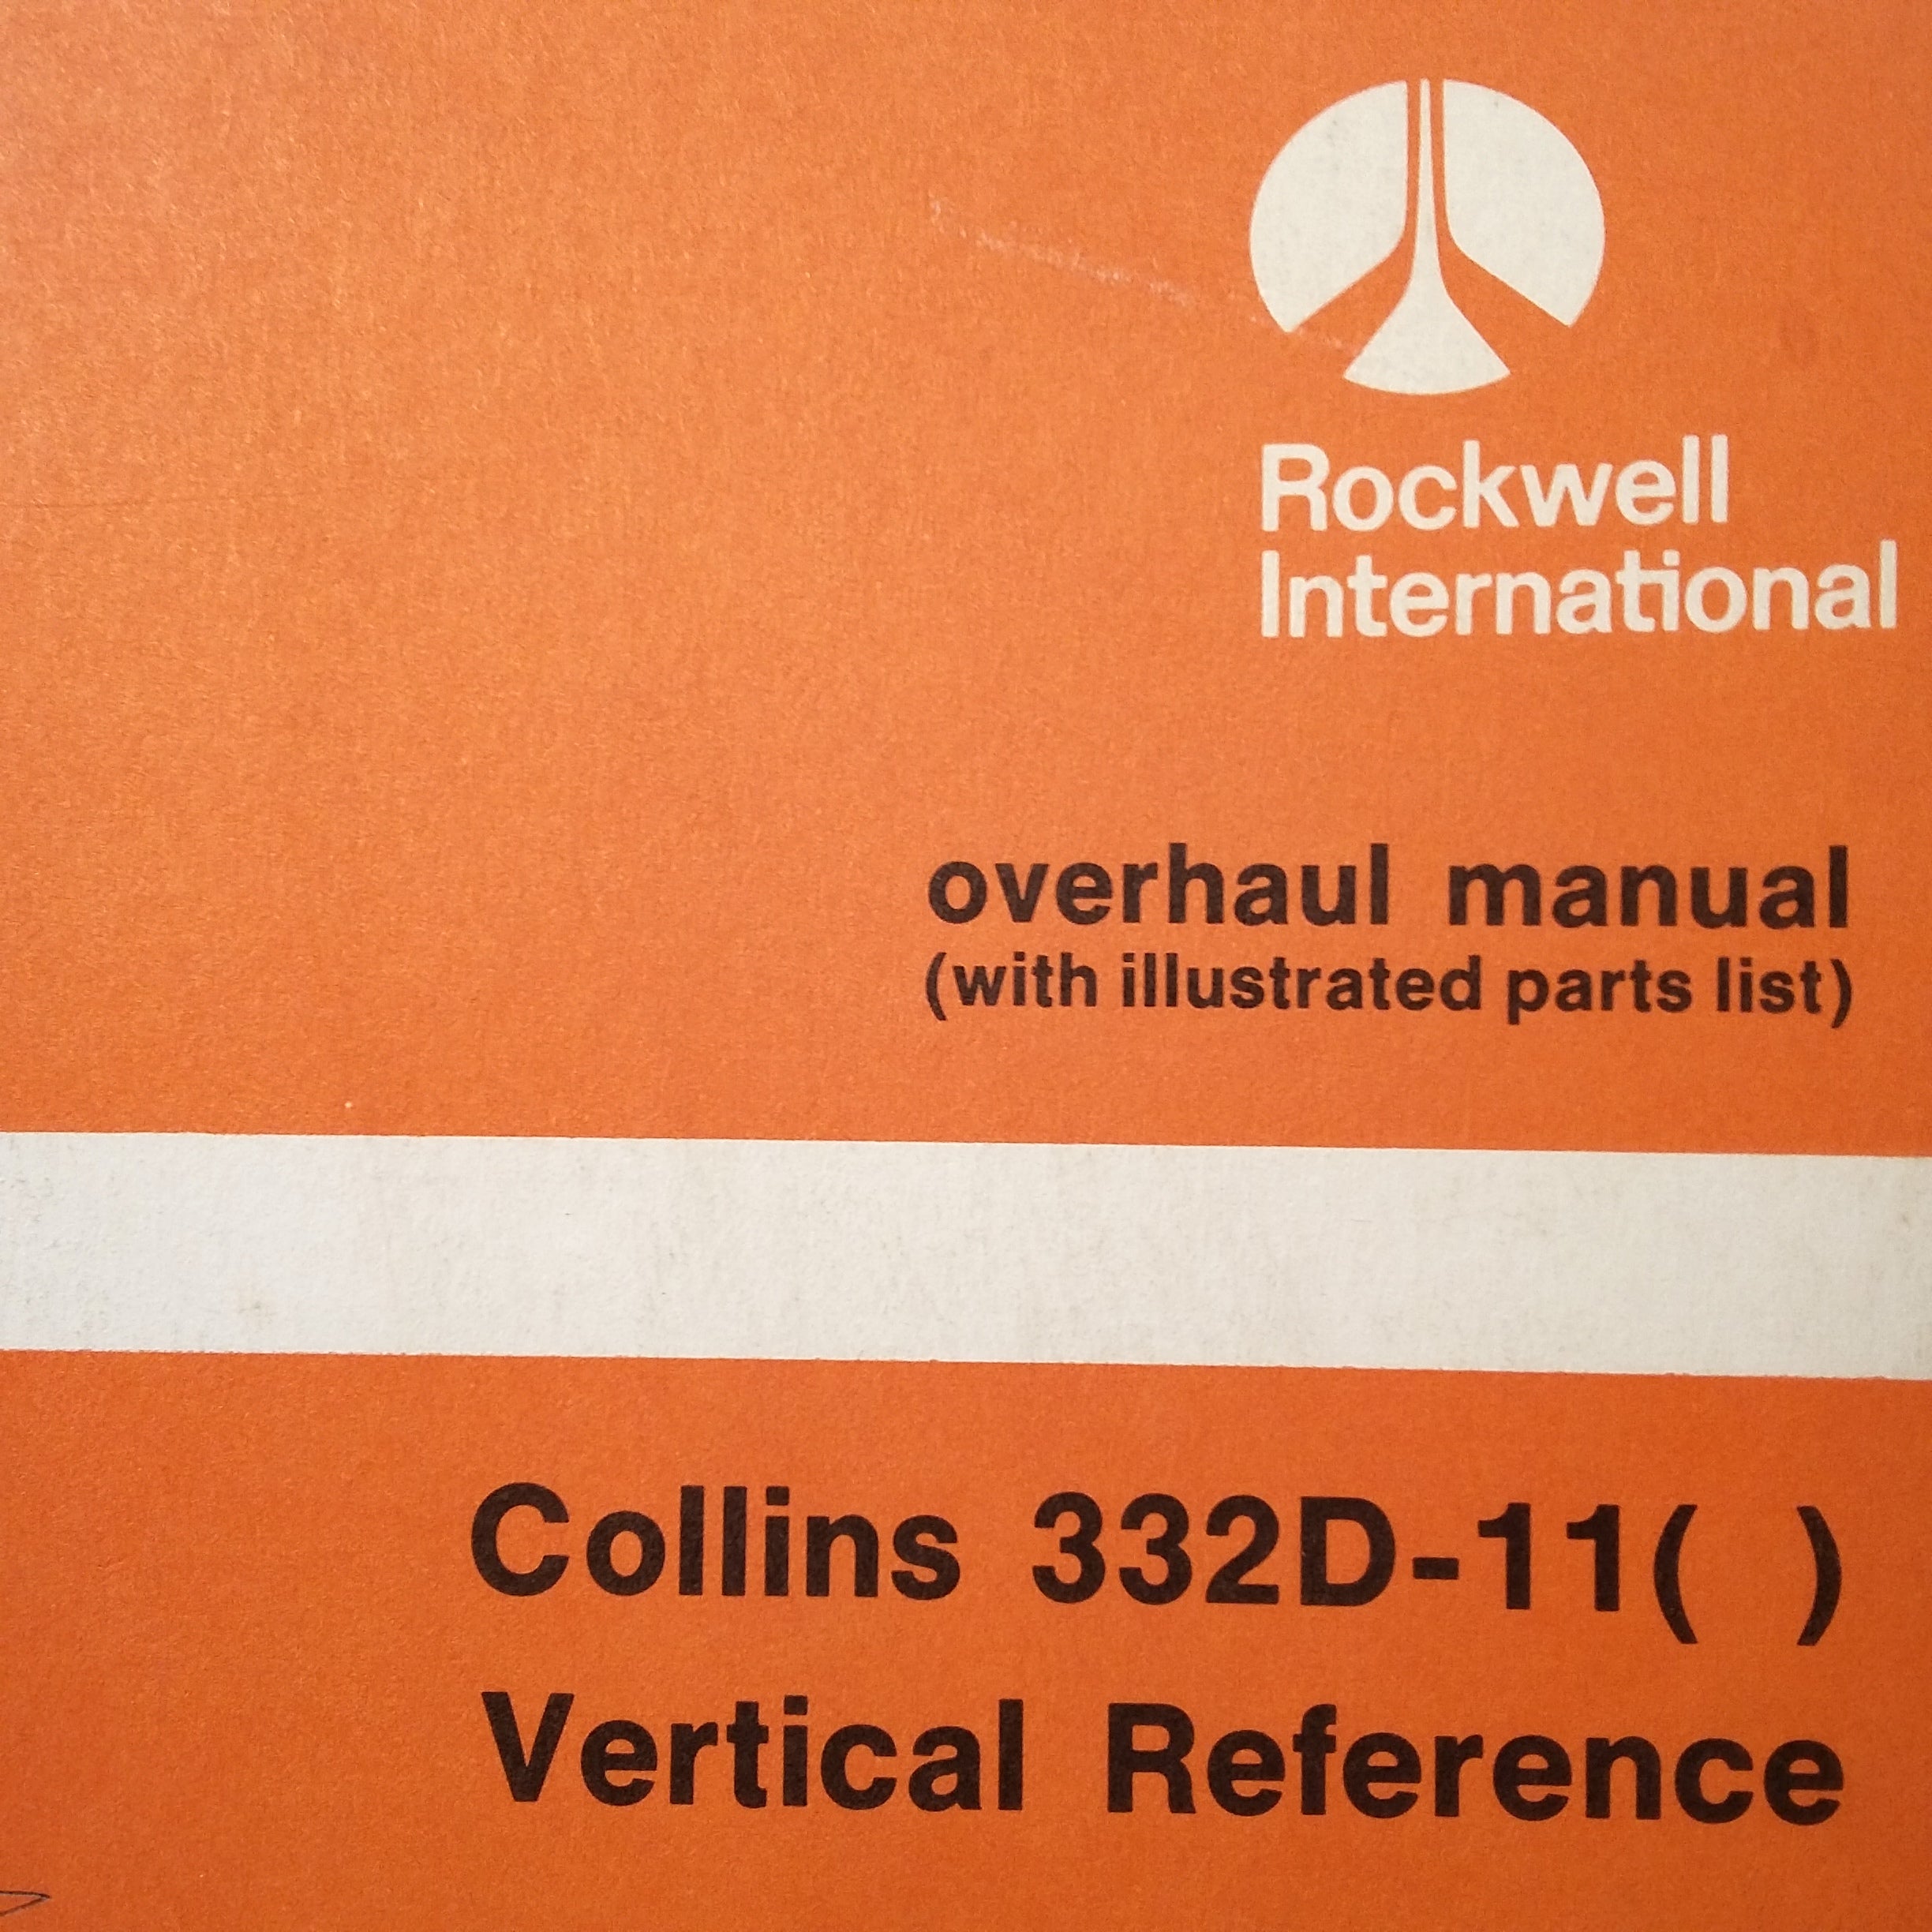 Rockwell
International
overhaul manual
(with illustrated parts list)
Collins 332D-11( )
Vertical Reference